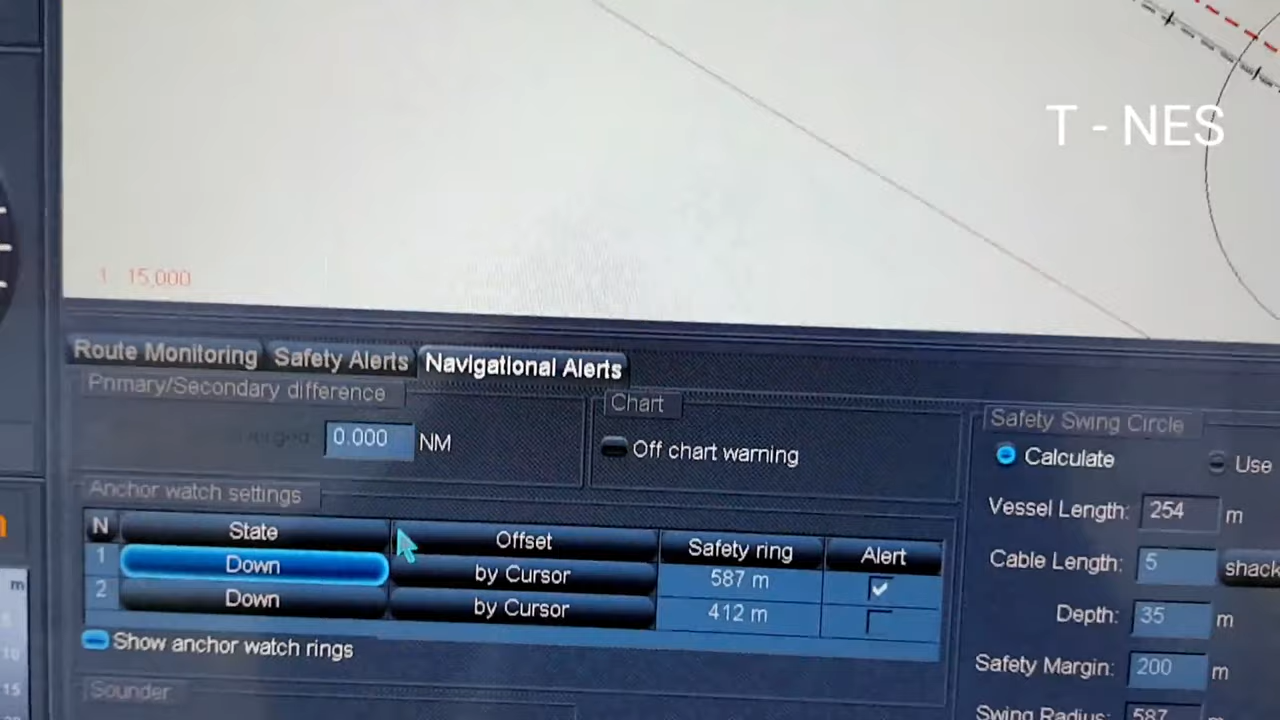 T - NES
1 15,000
Route Monitoring Safety Alerts Navigational Alerts
Primary/Secondary difference
0.000 NM
Chart
Off chart warning
Safety Swing Circle
Calculate Use
Vessel Length: 254 m
Cable Length: 5 shack
Depth: 35 m
Safety Margin: 200 m
Swing Radius: 587
Anchor watch settings
N State Offset Safety ring Alert
1 Down by Cursor 587 m
2 Down by Cursor 412 m
Show anchor watch rings
Sounder
m
10
15